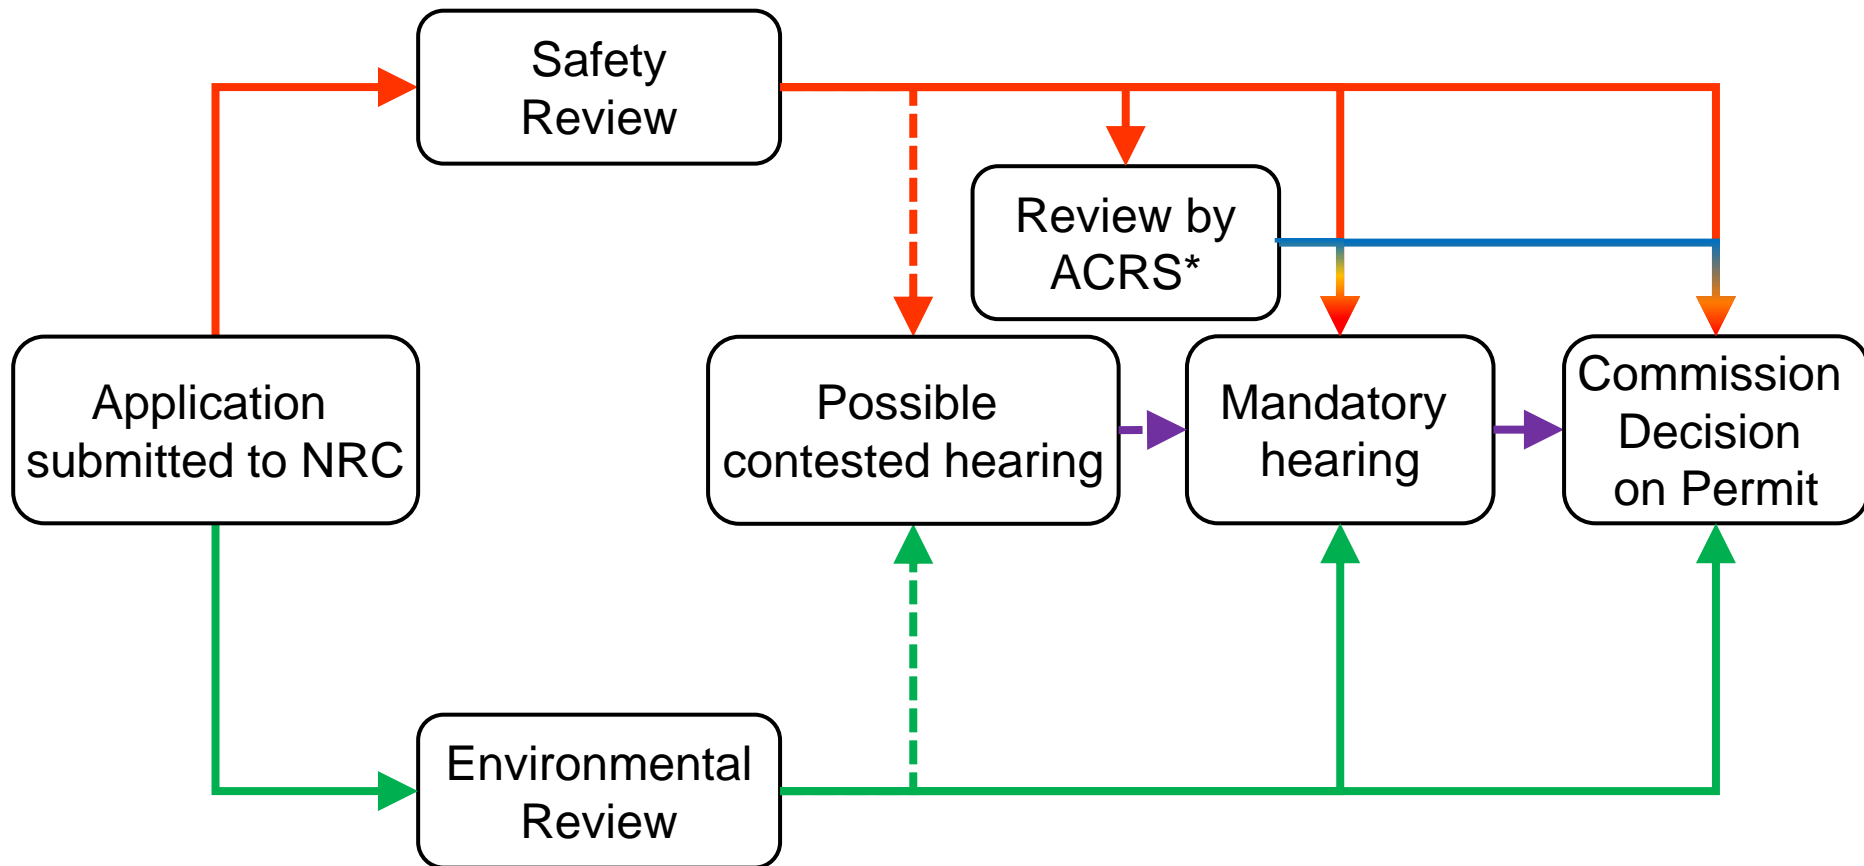 Safety
Review
Review by
ACRS*
Application
submitted to NRC
Possible
contested hearing
Mandatory
hearing
Commission
Decision
on Permit
Environmental
Review